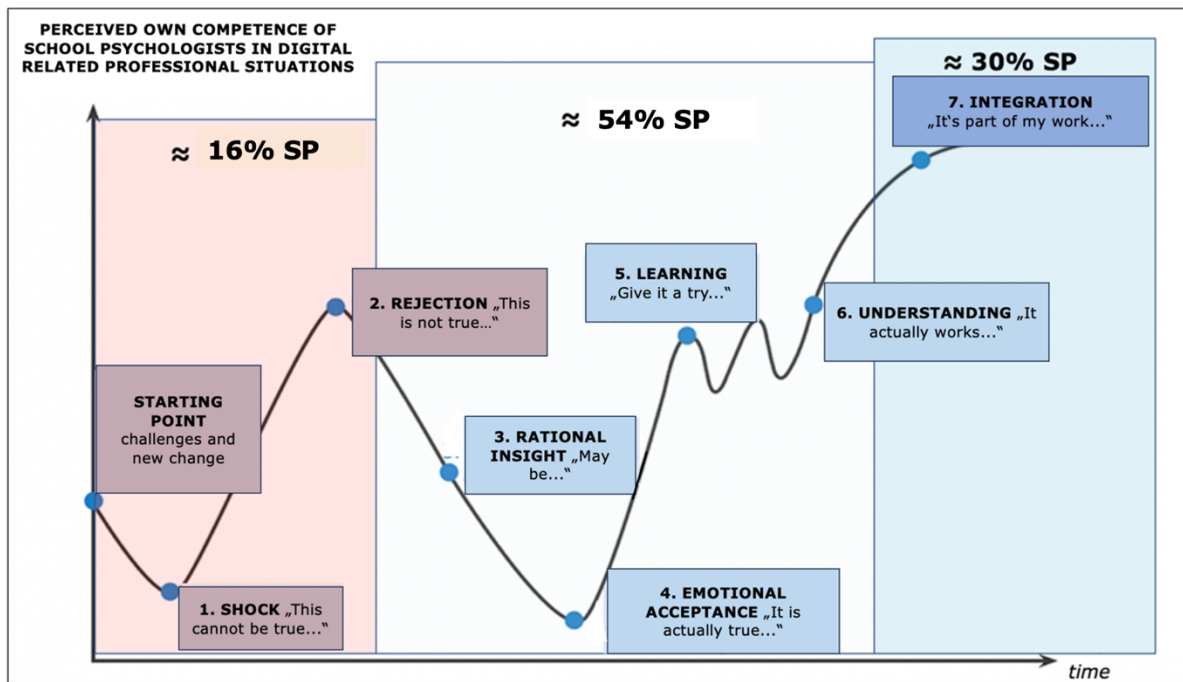 PERCEIVED OWN COMPETENCE OF
SCHOOL PSYCHOLOGISTS IN DIGITAL
RELATED PROFESSIONAL SITUATIONS
≈ 16% SP
≈ 54% SP
≈ 30% SP
7. INTEGRATION
„It‘s part of my work...“
2. REJECTION „This
is not true…“
5. LEARNING
„Give it a try...“
6. UNDERSTANDING „It
actually works...“
STARTING
POINT
challenges and
new change
3. RATIONAL
INSIGHT „May
be...“
1. SHOCK „This
cannot be true...“
4. EMOTIONAL
ACCEPTANCE „It is
actually true...“
time